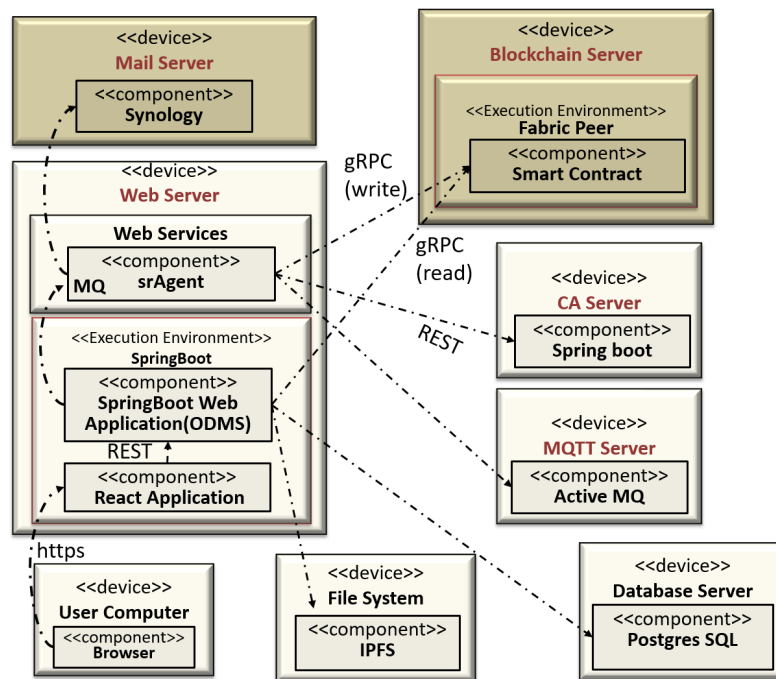 <<device>>
Mail Server
<<component>>
Synology
<<device>>
Blockchain Server
<<Execution Environment>>
Fabric Peer
<<component>>
Smart Contract
<<device>>
Web Server
Web Services
<<component>>
srAgent
MQ
gRPC
(write)
gRPC
(read)
REST
<<device>>
CA Server
<<component>>
Spring boot
<<Execution Environment>>
SpringBoot
<<component>>
SpringBoot Web
Application(ODMS)
REST
<<component>>
React Application
<<device>>
MQTT Server
<<component>>
Active MQ
https
<<device>>
User Computer
<<component>>
Browser
<<device>>
File System
<<component>>
IPFS
<<device>>
Database Server
<<component>>
Postgres SQL